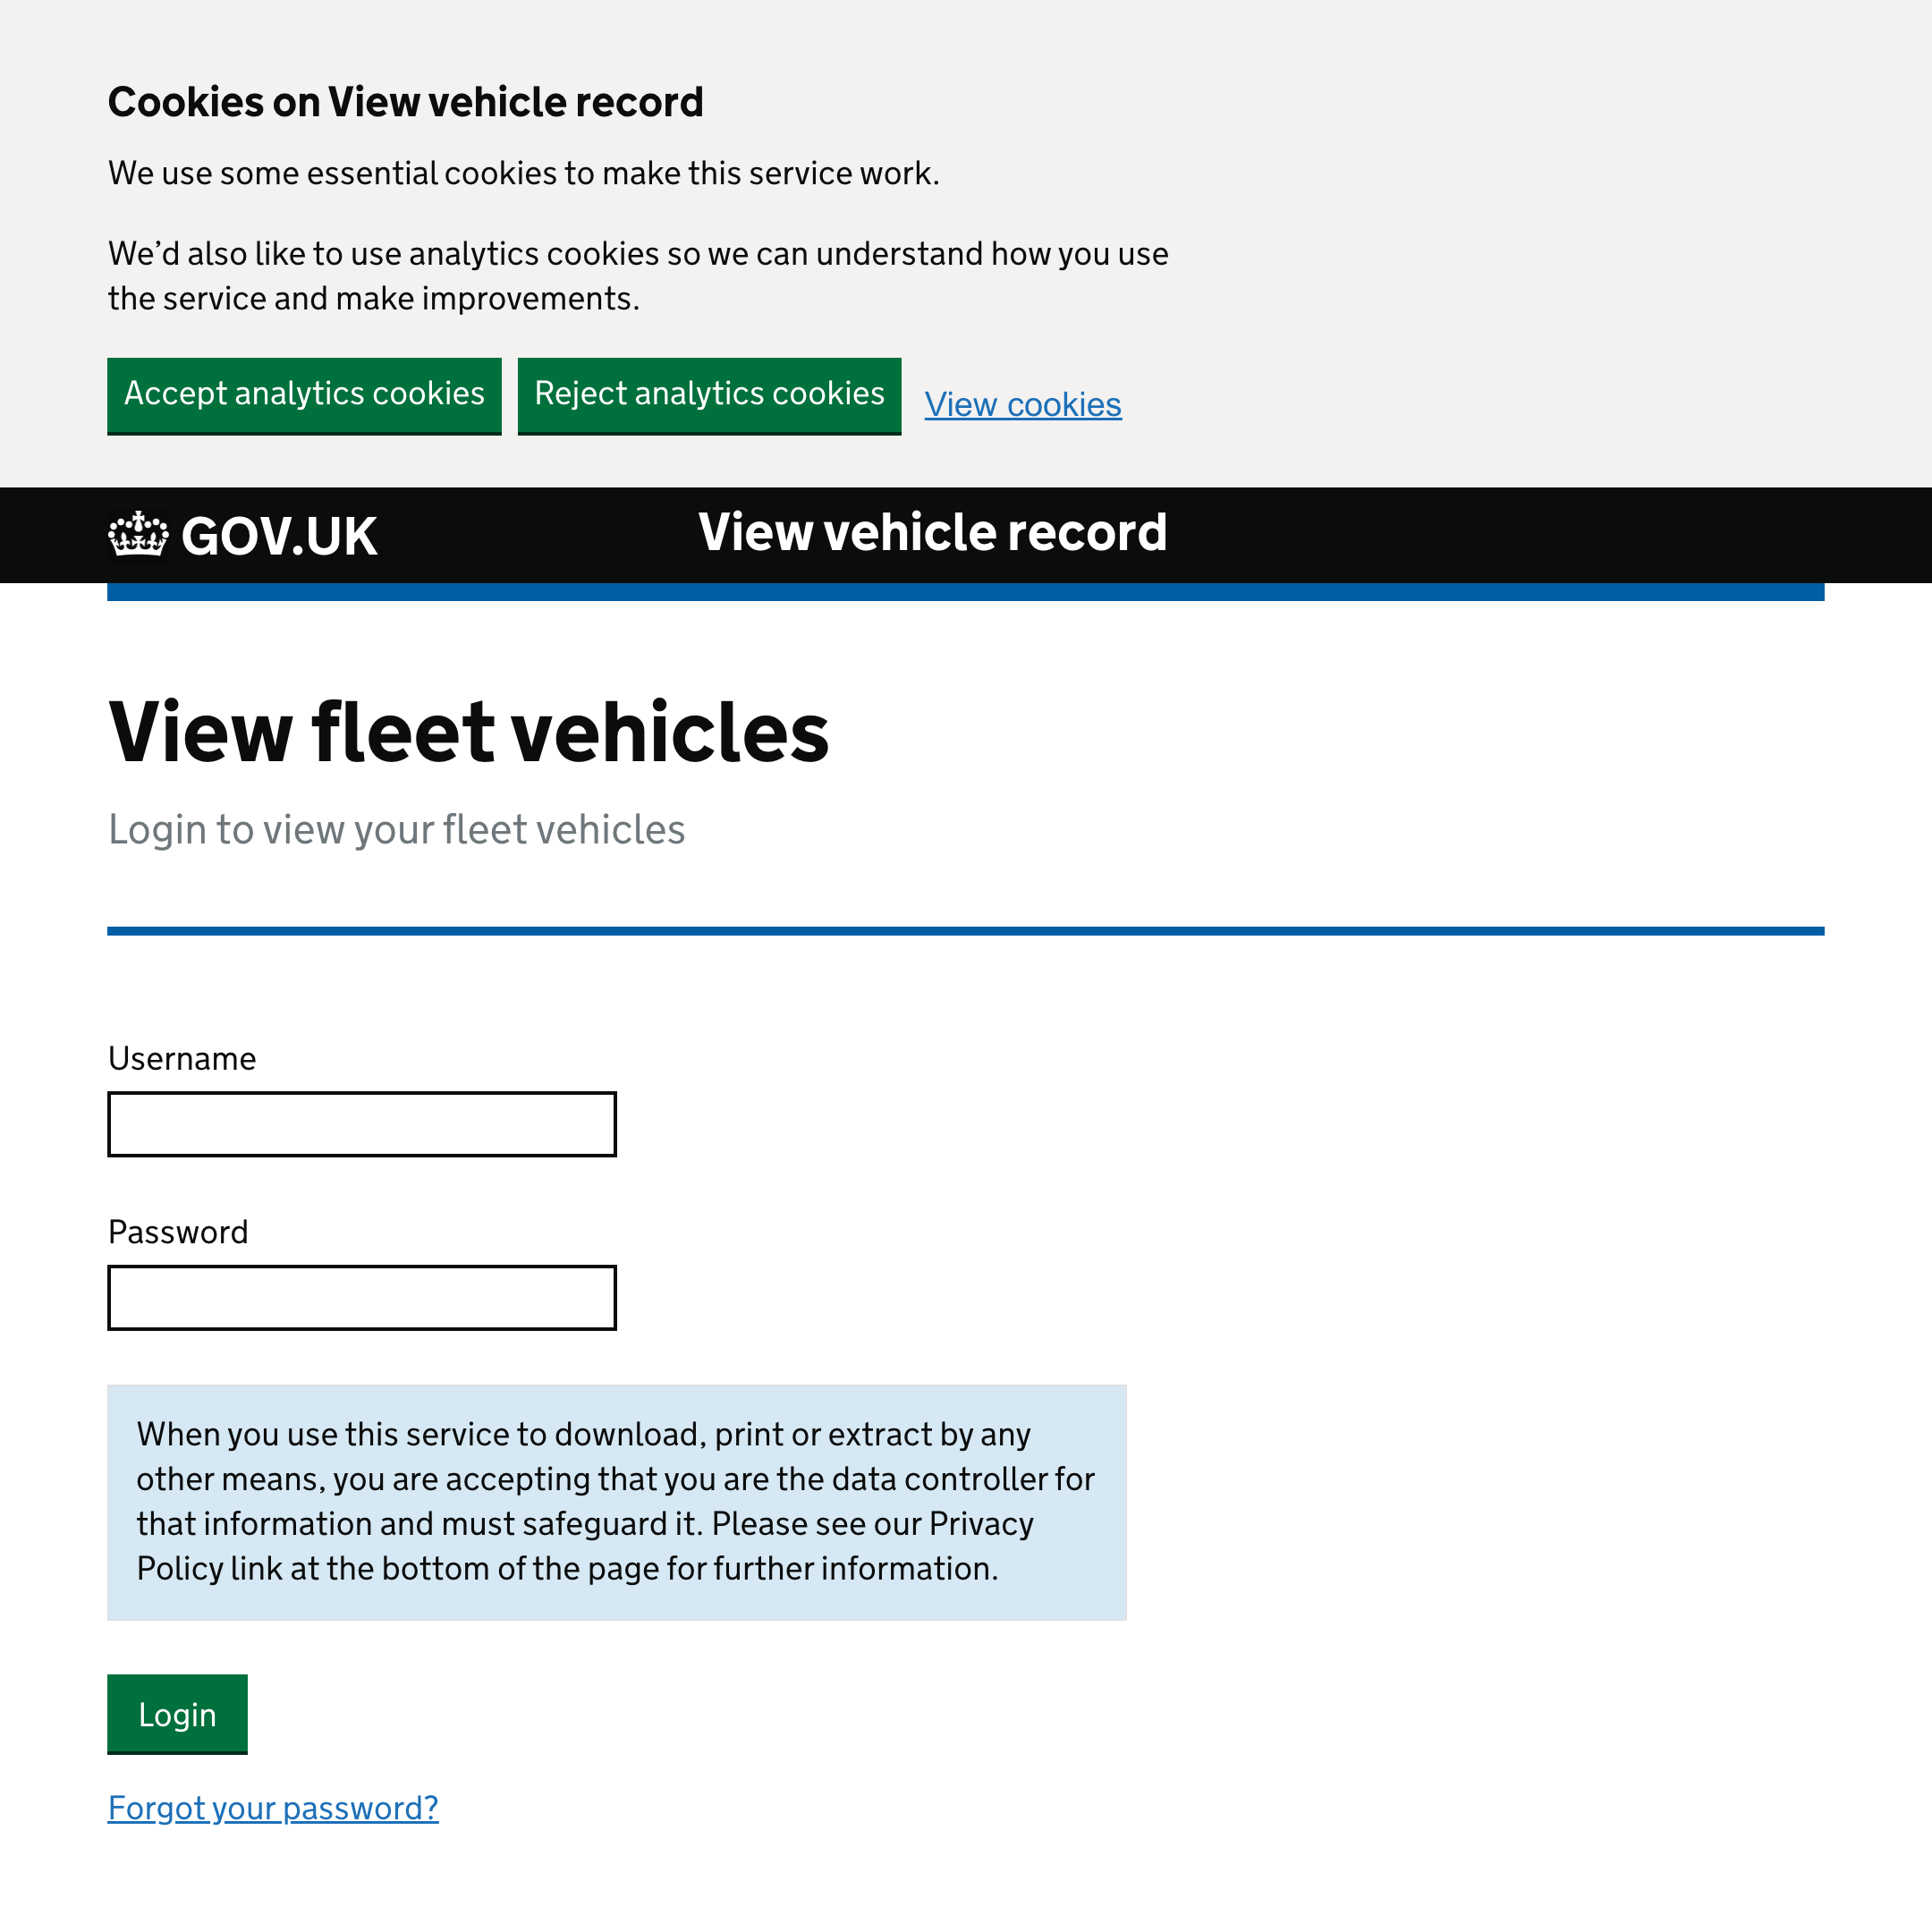 Cookies on View vehicle record
We use some essential cookies to make this service work.
We’d also like to use analytics cookies so we can understand how you use
the service and make improvements.
Accept analytics cookies
Reject analytics cookies
View cookies
GOV.UK
View vehicle record
View fleet vehicles
Login to view your fleet vehicles
Username
Password
When you use this service to download, print or extract by any
other means, you are accepting that you are the data controller for
that information and must safeguard it. Please see our Privacy
Policy link at the bottom of the page for further information.
Login
Forgot your password?